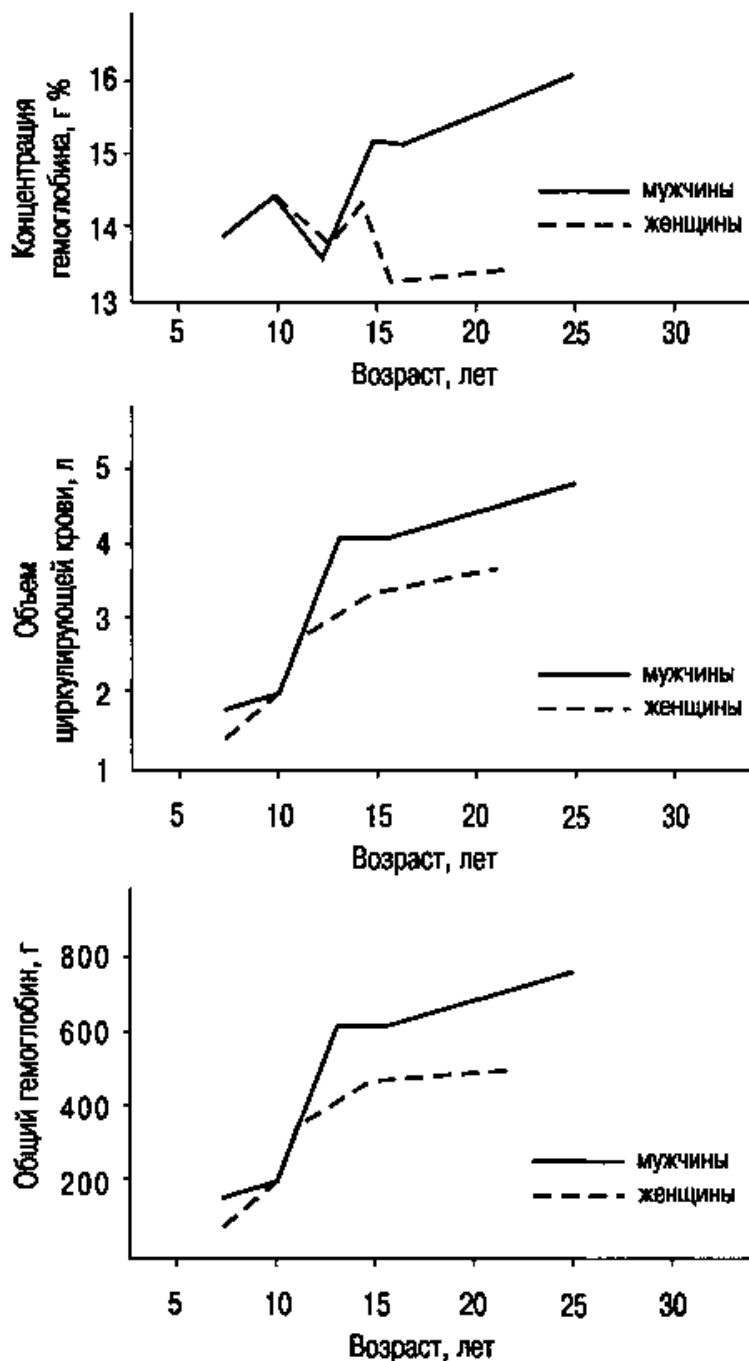 Концентрация
гемоглобина, г %
16
15
14
13
мужчины
женщины
5 10 15 20 25 30
Возраст, лет
Объем
циркулирующей крови, л
5
4
3
2
1
мужчины
женщины
5 10 15 20 25 30
Возраст, лет
Общий гемоглобин, г
800
600
400
200
мужчины
женщины
5 10 15 20 25 30
Возраст, лет